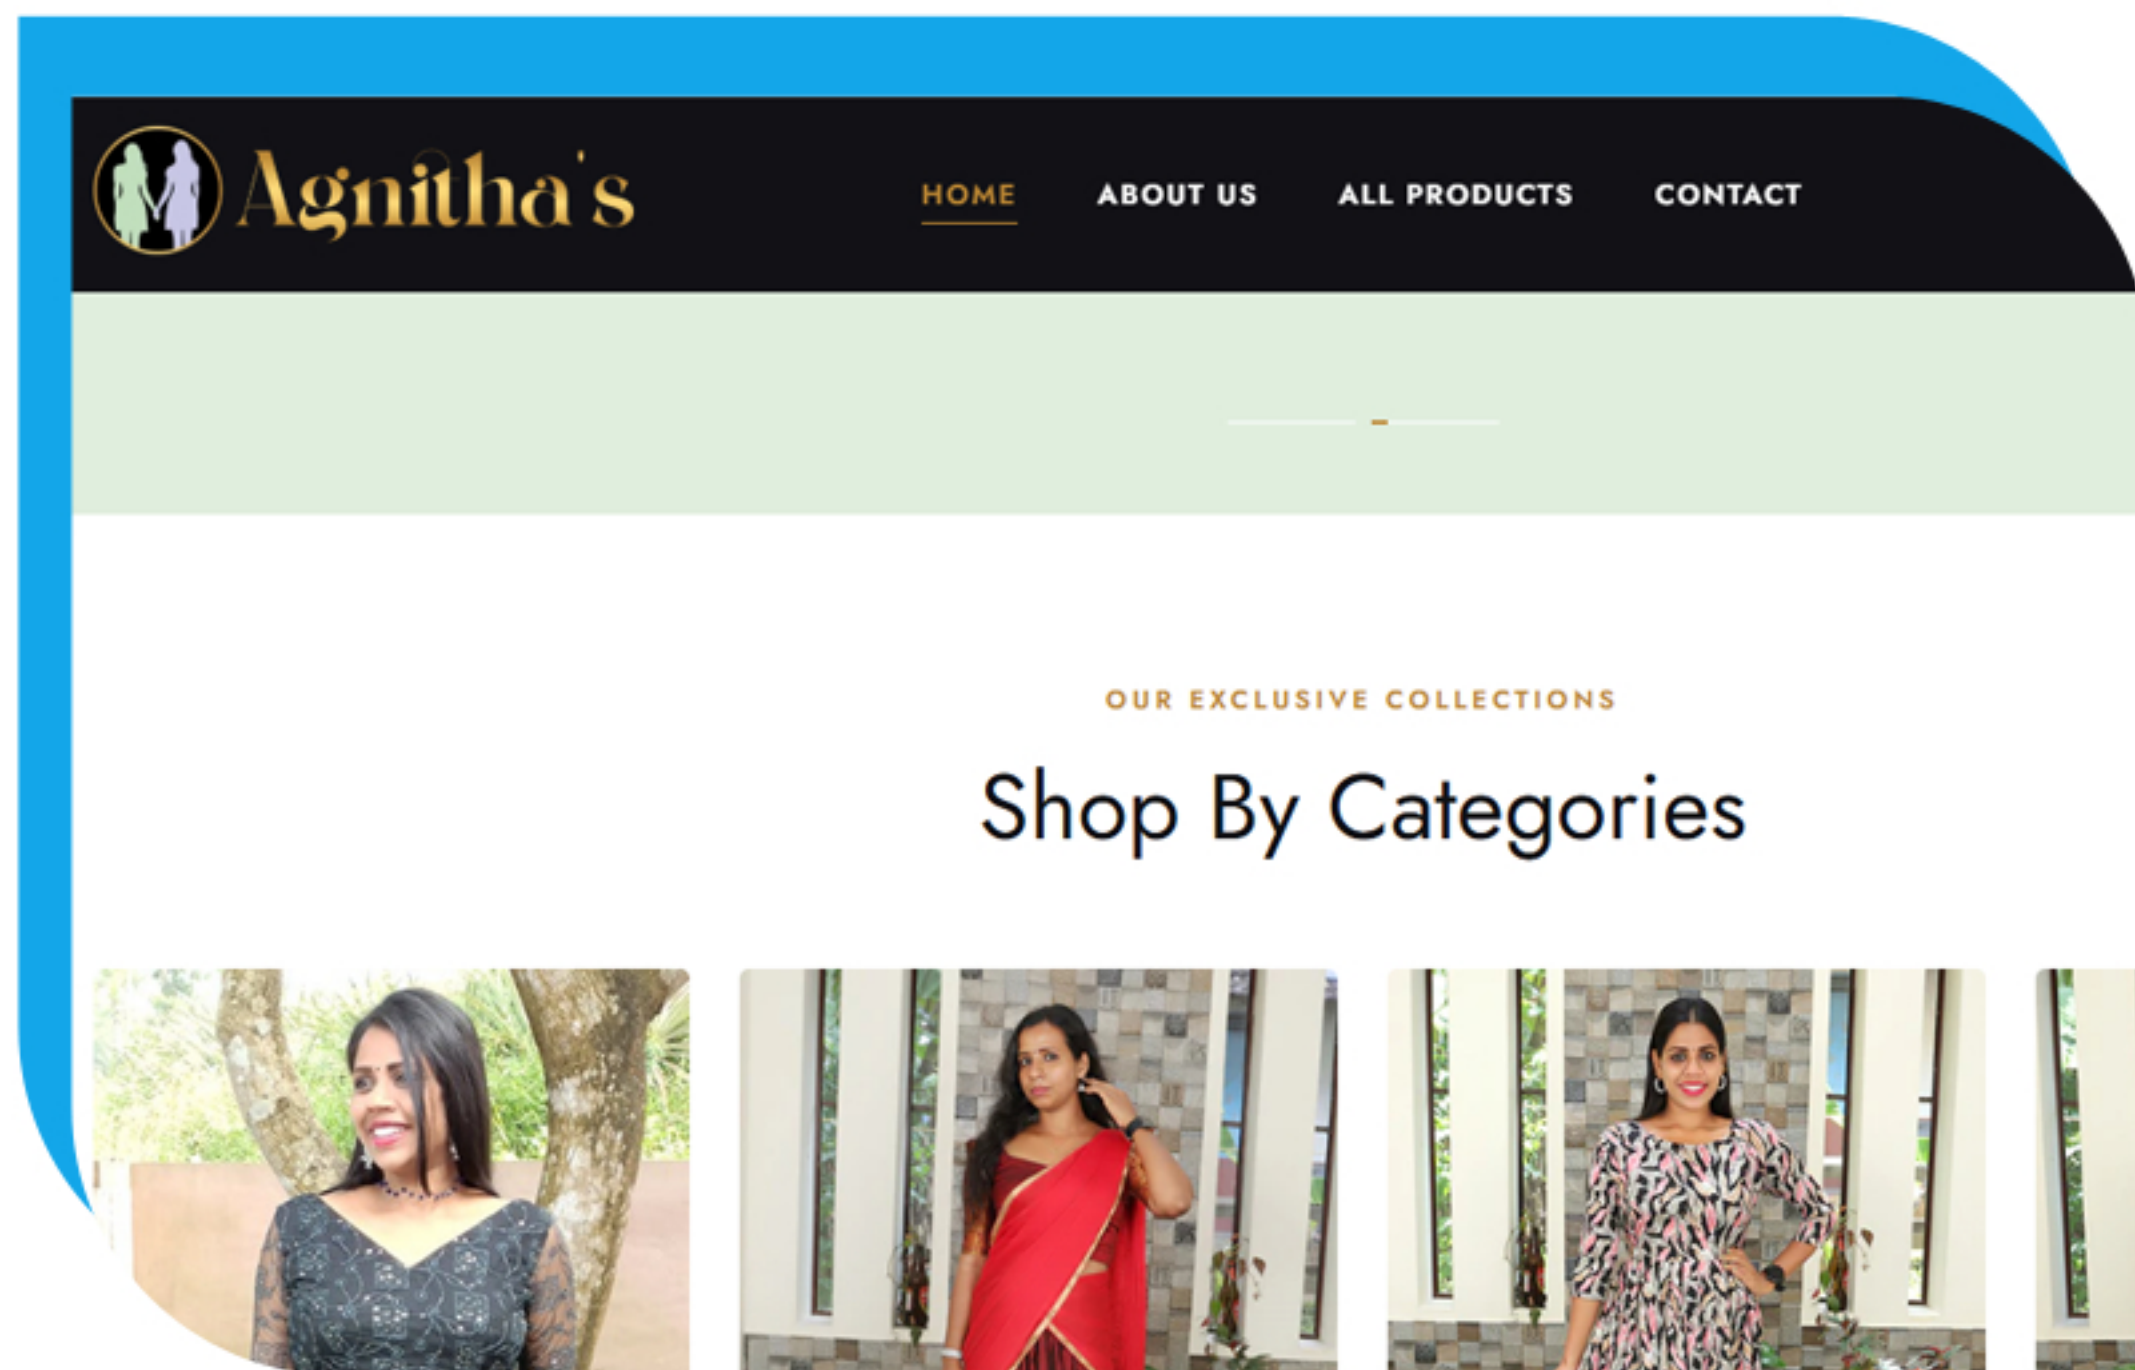 Agnitha's
HOME ABOUT US ALL PRODUCTS CONTACT
OUR EXCLUSIVE COLLECTIONS
Shop By Categories